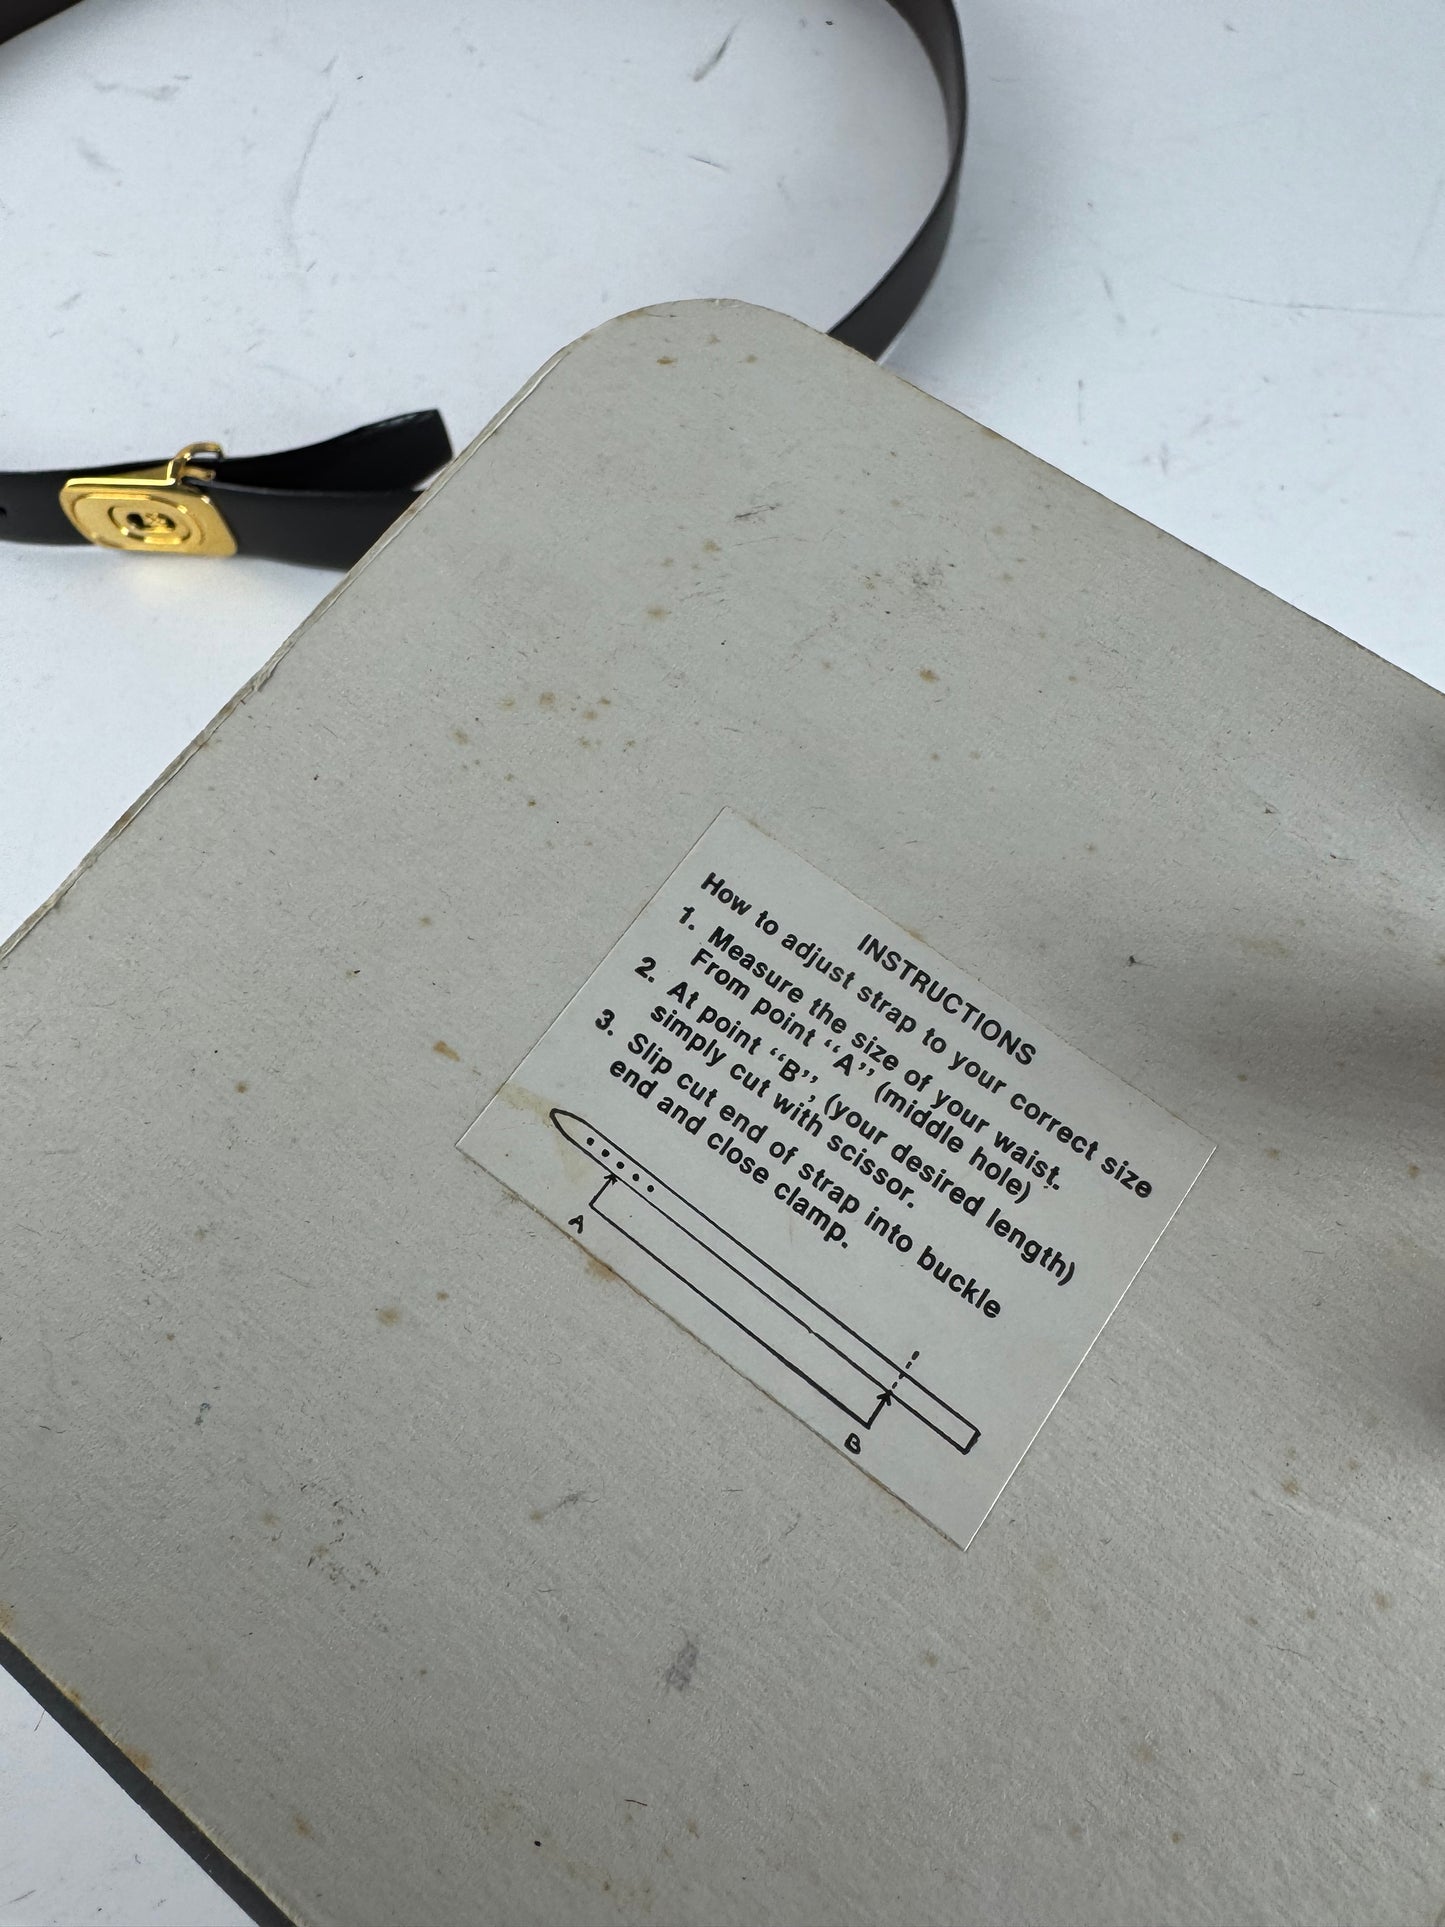 INSTRUCTIONS
How to adjust strap to your correct size
1. Measure the size of your waist.
From point “A” (middle hole)
2. At point “B”, (your desired length)
simply cut with scissor.
3. Slip cut end of strap into buckle
end and close clamp.
A
B